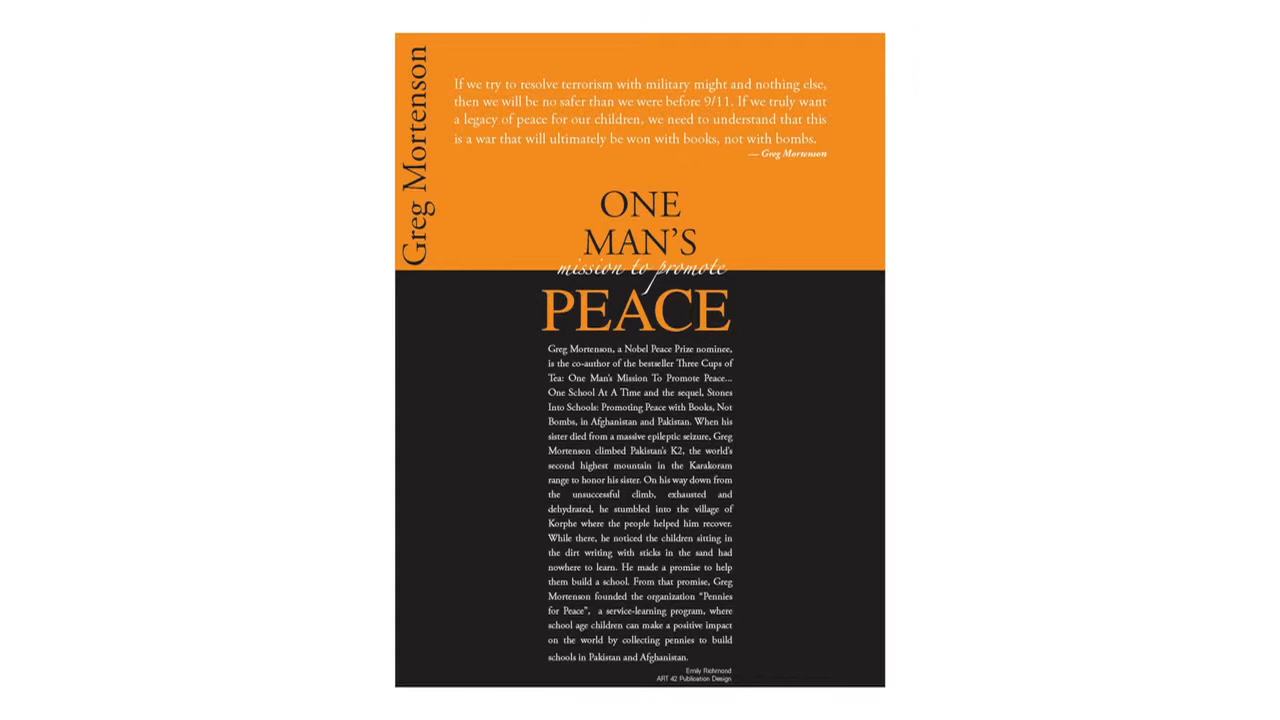 Greg Mortenson
If we try to resolve terrorism with military might and nothing else,
then we will be no safer than we were before 9/11. If we truly want
a legacy of peace for our children, we need to understand that this
is a war that will ultimately be won with books, not with bombs.
— Greg Mortenson
ONE
MAN'S
mission to promote
PEACE
Greg Mortenson, a Nobel Peace Prize nominee,
is the co-author of the bestseller Three Cups of
Tea: One Man's Mission To Promote Peace...
One School At A Time and the sequel, Stones
Into Schools: Promoting Peace with Books, Not
Bombs, in Afghanistan and Pakistan. When his
sister died from a massive epileptic seizure, Greg
Mortenson climbed Pakistan's K2, the world's
second highest mountain in the Karakoram
range to honor his sister. On his way down from
the unsuccessful climb, exhausted and
dehydrated, he stumbled into the village of
Korphe where the people helped him recover.
While there, he noticed the children sitting in
the dirt writing with sticks in the sand had
nowhere to learn. He made a promise to help
them build a school. From that promise, Greg
Mortenson founded the organization "Pennies
for Peace", a service-learning program, where
school age children can make a positive impact
on the world by collecting pennies to build
schools in Pakistan and Afghanistan.
Emily Richmond
ART 42 Publication Design